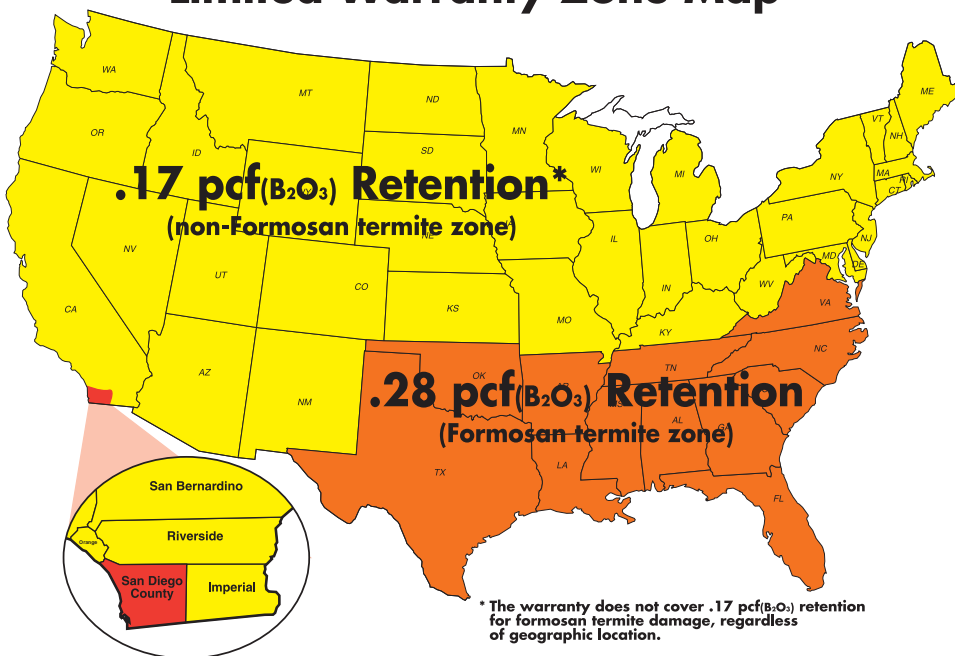 Limited Warranty Zone Map
WA
MT
ND
MN
ME
OR
ID
SD
WI
MI
VT
NH
NY
MA
RI
CT
.17 pcf(B₂O₃) Retention*
(non-Formosan termite zone)
NE
IA
PA
NJ
NV
UT
CO
IL
IN
OH
MD
DE
WV
CA
KS
MO
KY
VA
AZ
NM
OK
AR
TN
NC
.28 pcf(B₂O₃) Retention
(Formosan termite zone)
AL
GA
TX
LA
FL
San Bernardino
Orange
Riverside
San Diego
County
Imperial
* The warranty does not cover .17 pcf(B₂O₃) retention
for formosan termite damage, regardless
of geographic location.